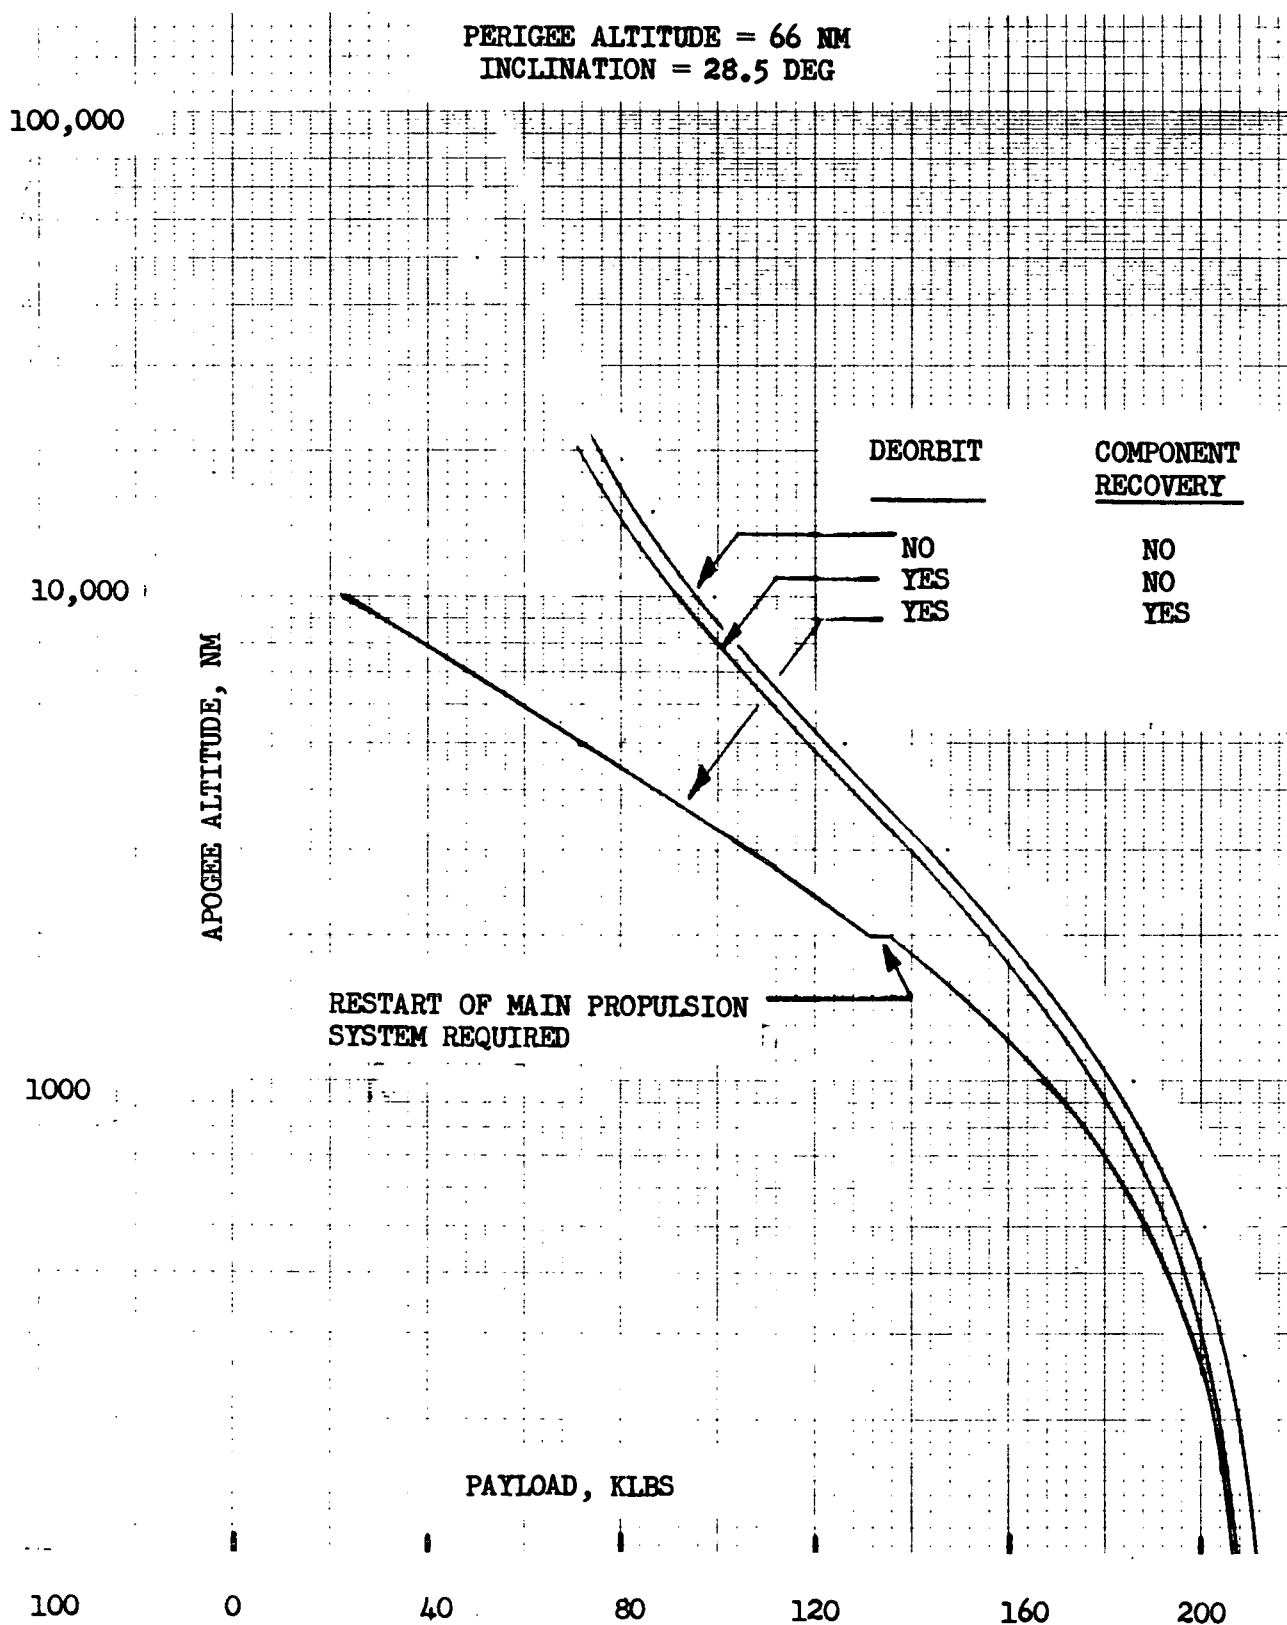 PERIGEE ALTITUDE = 66 NM
INCLINATION = 28.5 DEG
100,000
DEORBIT COMPONENT
RECOVERY
NO NO
YES NO
YES YES
10,000
APOGEE ALTITUDE, NM
RESTART OF MAIN PROPULSION
SYSTEM REQUIRED
1000
PAYLOAD, KLBS
100 0 40 80 120 160 200